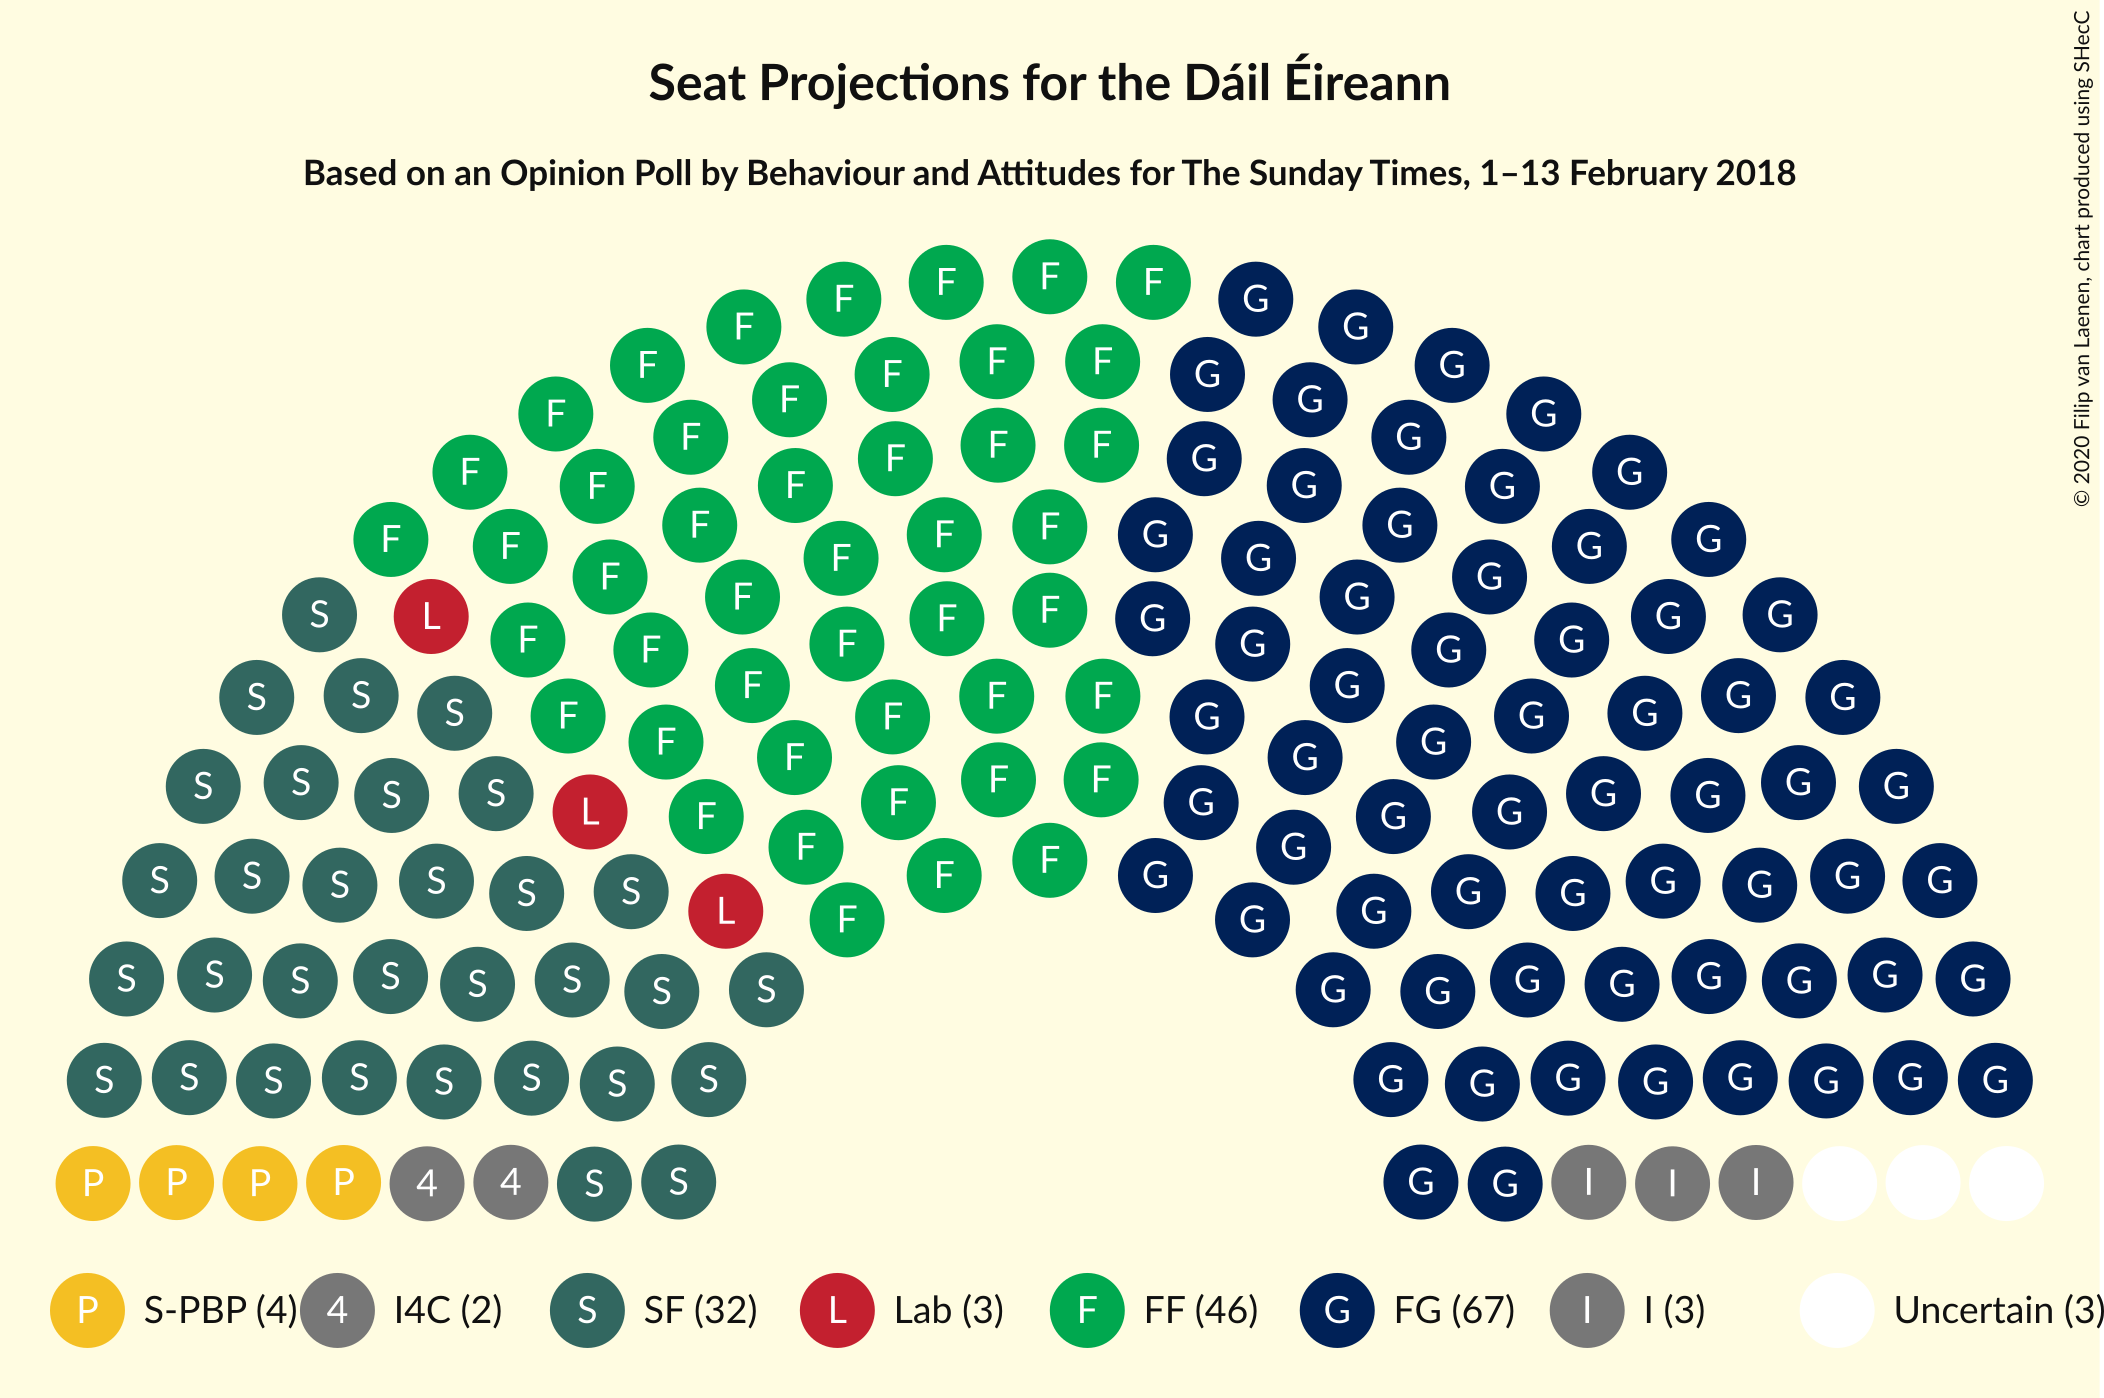 Seat Projections for the Dáil Éireann
Based on an Opinion Poll by Behaviour and Attitudes for The Sunday Times, 1–13 February 2018
© 2020 Filip van Laenen, chart produced using SHecC
F F F F
F G
F G
F F F G G
F F G G
F F F G G
F F G G
F F G G
F F F G G
F F F G G
F F F G G
F F F G G
S L F F F G G G G G
S S S F F F F F F G G G G G G
S S S S L F F F F F G G G G G G G G
S S S S S S L F F F F G G G G G G G G G
S S S S S S S S G G G G G G G G
S S S S S S S S G G G G G G G G
P P P P 4 4 S S G G I I I
P S-PBP (4) 4 I4C (2) S SF (32) L Lab (3) F FF (46) G FG (67) I I (3) Uncertain (3)